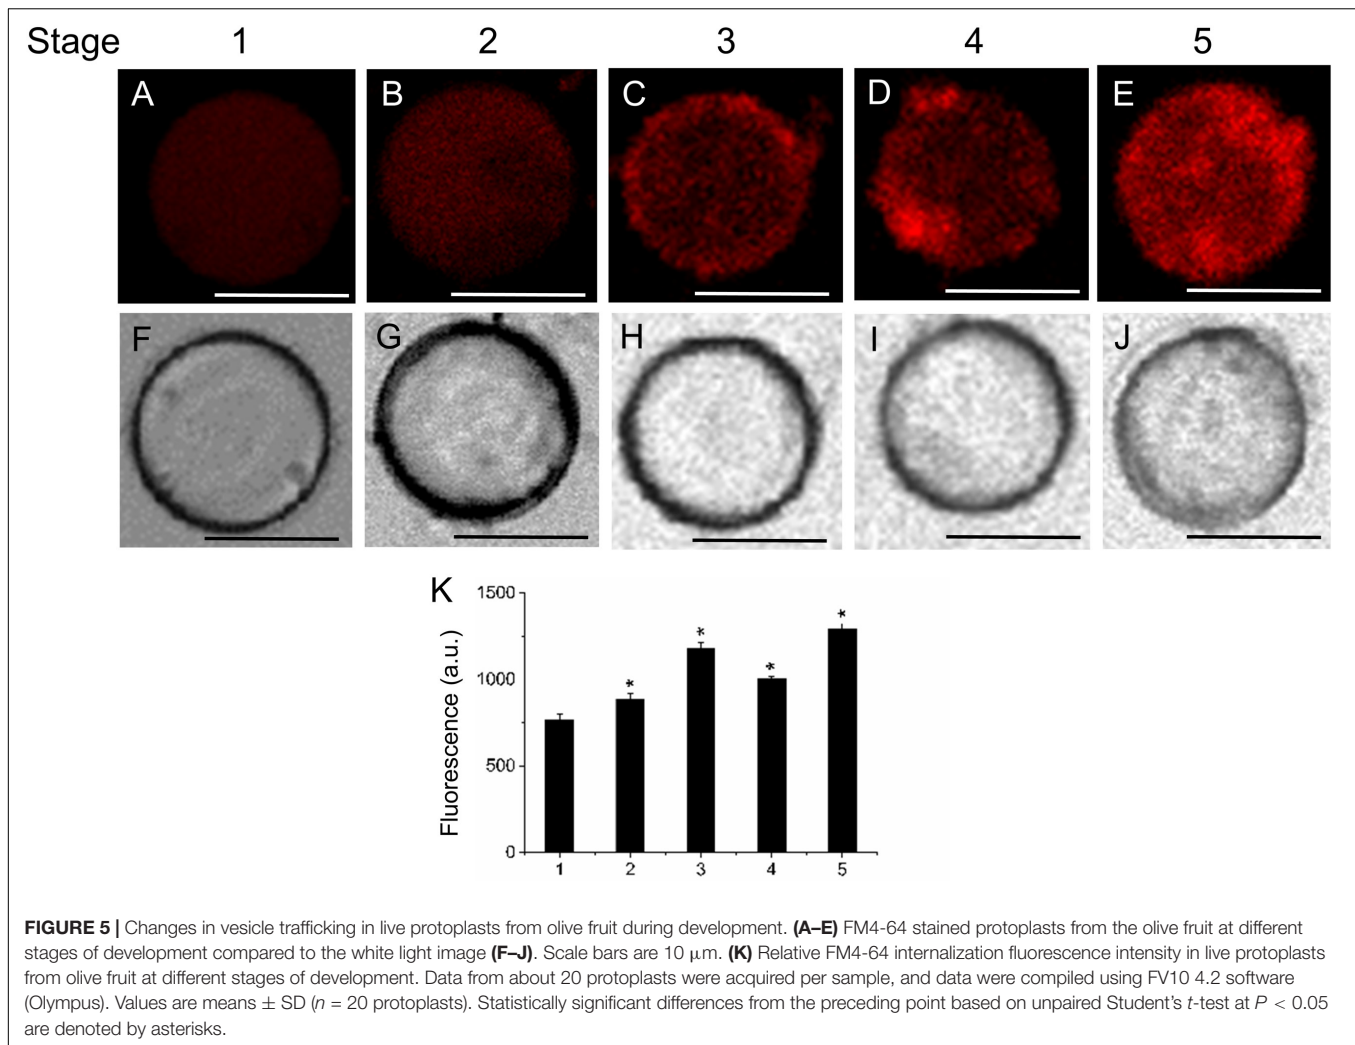 Stage 1 2 3 4 5
A B C D E
F G H I J
K
1500
1000
500
0
Fluorescence (a.u.)
* * * *
1 2 3 4 5
FIGURE 5 | Changes in vesicle trafficking in live protoplasts from olive fruit during development. (A–E) FM4-64 stained protoplasts from the olive fruit at different
stages of development compared to the white light image (F–J). Scale bars are 10 μm. (K) Relative FM4-64 internalization fluorescence intensity in live protoplasts
from olive fruit at different stages of development. Data from about 20 protoplasts were acquired per sample, and data were compiled using FV10 4.2 software
(Olympus). Values are means ± SD (n = 20 protoplasts). Statistically significant differences from the preceding point based on unpaired Student's t-test at P < 0.05
are denoted by asterisks.